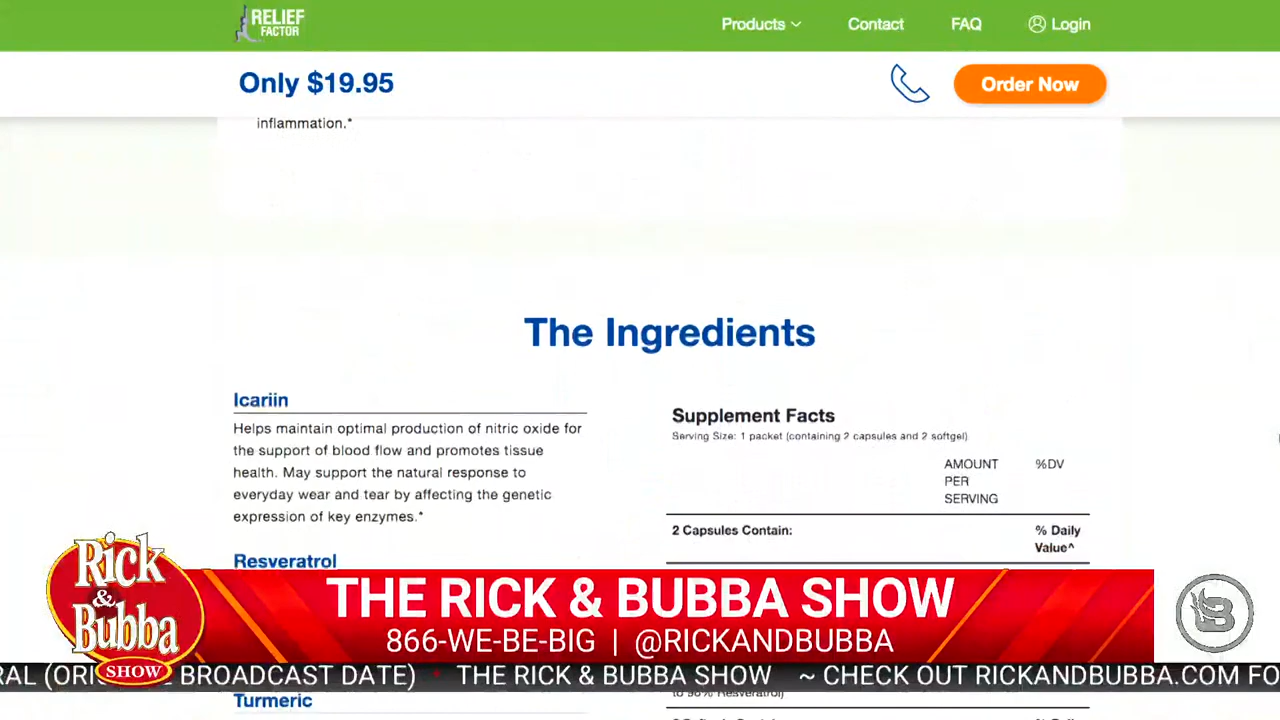 RELIEF
FACTOR
Products
Contact
FAQ
Login
Only $19.95
Order Now
inflammation.*
The Ingredients
Icariin
Helps maintain optimal production of nitric oxide for
the support of blood flow and promotes tissue
health. May support the natural response to
everyday wear and tear by affecting the genetic
expression of key enzymes.*
Resveratrol
Turmeric
Supplement Facts
Serving Size: 1 packet (containing 2 capsules and 2 softgel)
AMOUNT
PER
SERVING
%DV
2 Capsules Contain:
% Daily
Value^
Rick
&
Bubba
SHOW
THE RICK & BUBBA SHOW
866-WE-BE-BIG | @RICKANDBUBBA
B
RAL (ORI BROADCAST DATE) • THE RICK & BUBBA SHOW ~ CHECK OUT RICKANDBUBBA.COM FO